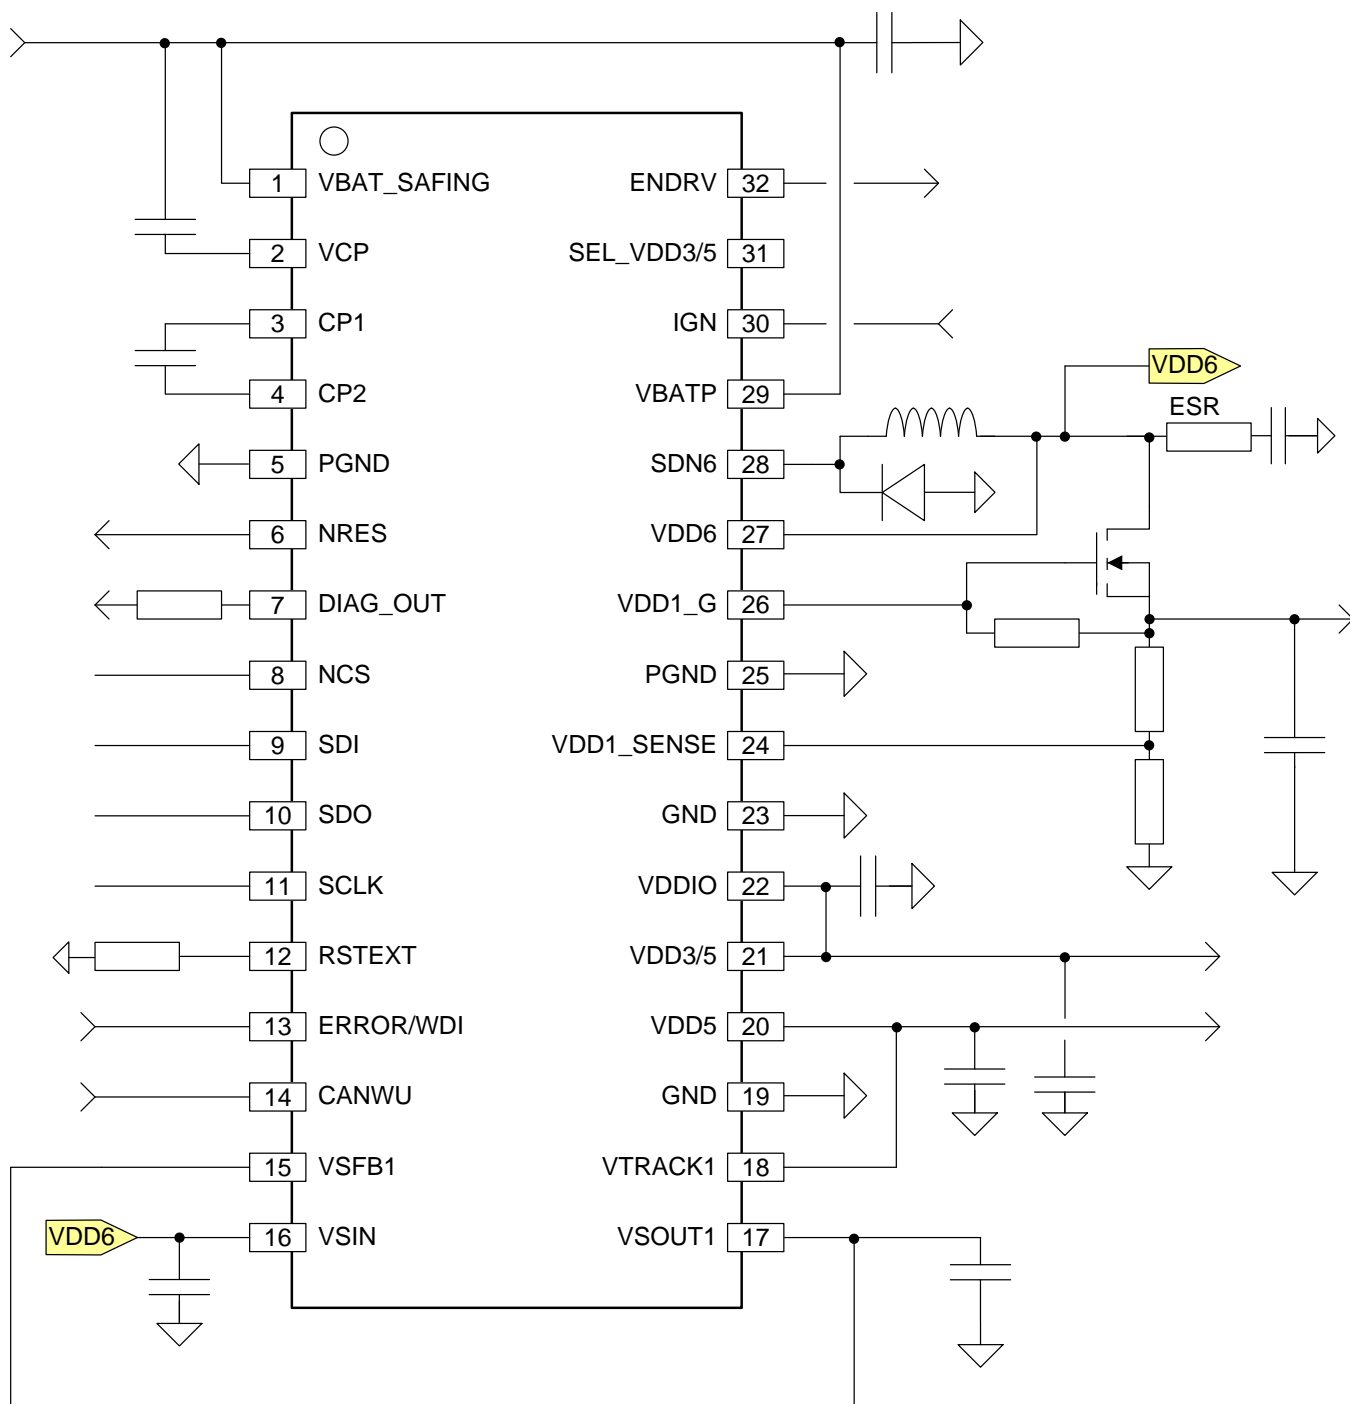 1 VBAT_SAFING ENDRV 32
2 VCP SEL_VDD3/5 31
3 CP1 IGN 30
VDD6
4 CP2 VBATP 29
ESR
5 PGND SDN6 28
6 NRES VDD6 27
7 DIAG_OUT VDD1_G 26
8 NCS PGND 25
9 SDI VDD1_SENSE 24
10 SDO GND 23
11 SCLK VDDIO 22
12 RSTEXT VDD3/5 21
13 ERROR/WDI VDD5 20
14 CANWU GND 19
15 VSFB1 VTRACK1 18
VDD6 16 VSIN VSOUT1 17